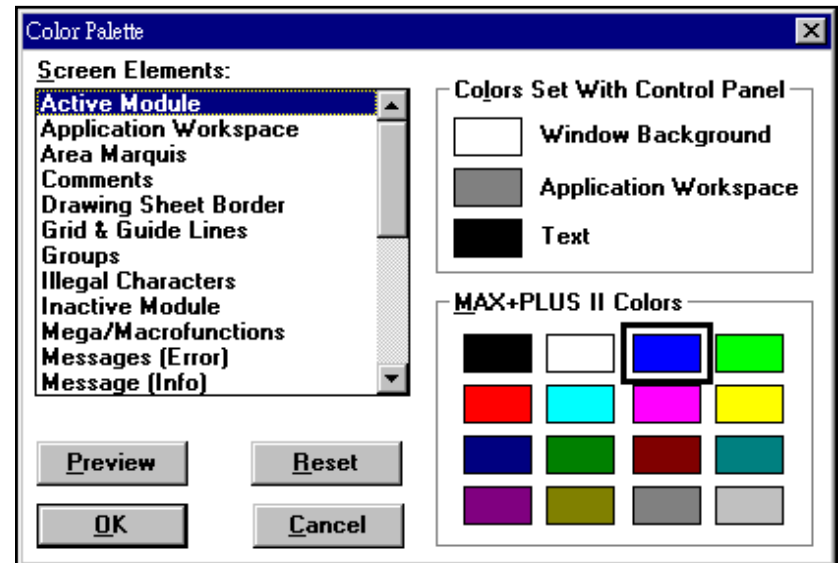 Color Palette
Screen Elements:
Active Module
Application Workspace
Area Marquis
Comments
Drawing Sheet Border
Grid & Guide Lines
Groups
Illegal Characters
Inactive Module
Mega/Macrofunctions
Messages (Error)
Message (Info)
Preview
Reset
OK
Cancel
Colors Set With Control Panel
Window Background
Application Workspace
Text
MAX+PLUS II Colors